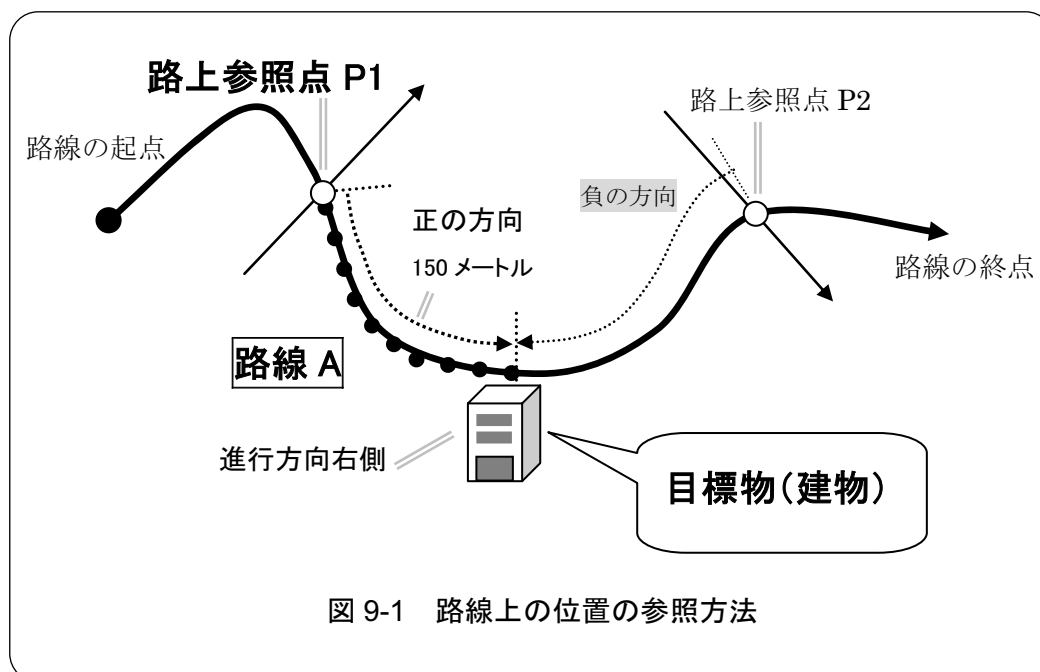 路上参照点 P1
路上参照点 P2
路線の起点
負の方向
正の方向
150 メートル
路線の終点
路線 A
進行方向右側
目標物(建物)
図 9-1 路線上の位置の参照方法